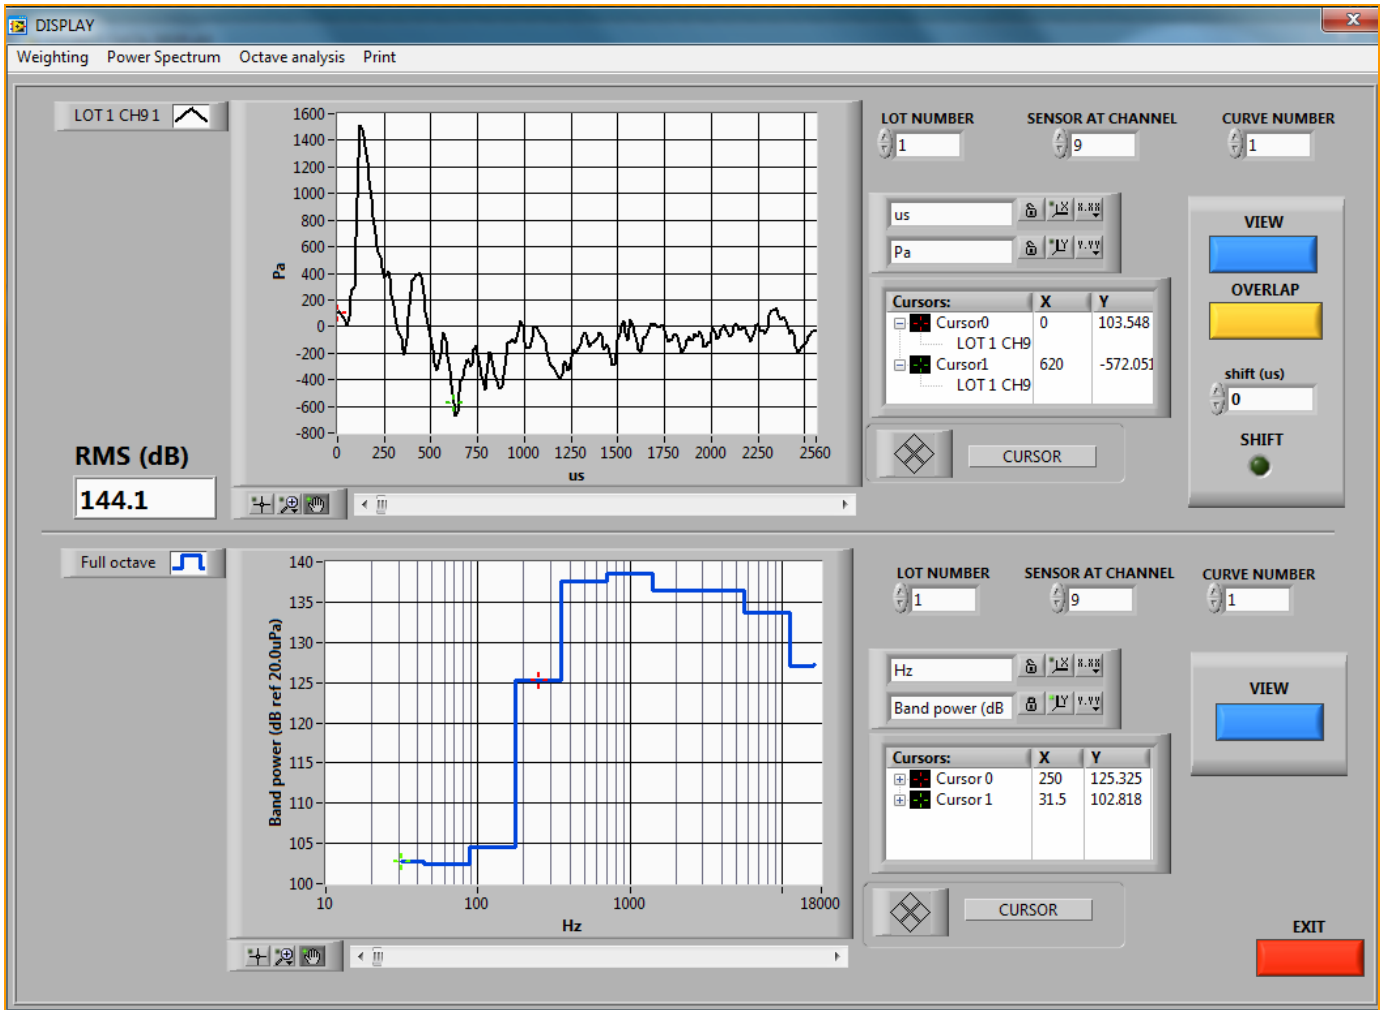 DISPLAY
Weighting Power Spectrum Octave analysis Print
LOT 1 CH9 1
1600
1400
1200
1000
800
600
400
200
0
-200
-400
-600
-800
Pa
0 250 500 750 1000 1250 1500 1750 2000 2250 2560
us
RMS (dB)
144.1
LOT NUMBER SENSOR AT CHANNEL CURVE NUMBER
1 9 1
us
Pa
Cursors: X Y
Cursor0 0 103.548
LOT 1 CH9
Cursor1 620 -572.051
LOT 1 CH9
CURSOR
VIEW
OVERLAP
shift (us)
0
SHIFT
Full octave
140
135
130
125
120
115
110
105
100
Band power (dB ref 20.0uPa)
10 100 1000 18000
Hz
LOT NUMBER SENSOR AT CHANNEL CURVE NUMBER
1 9 1
Hz
Band power (dB
Cursors: X Y
Cursor 0 250 125.325
Cursor 1 31.5 102.818
CURSOR
VIEW
EXIT